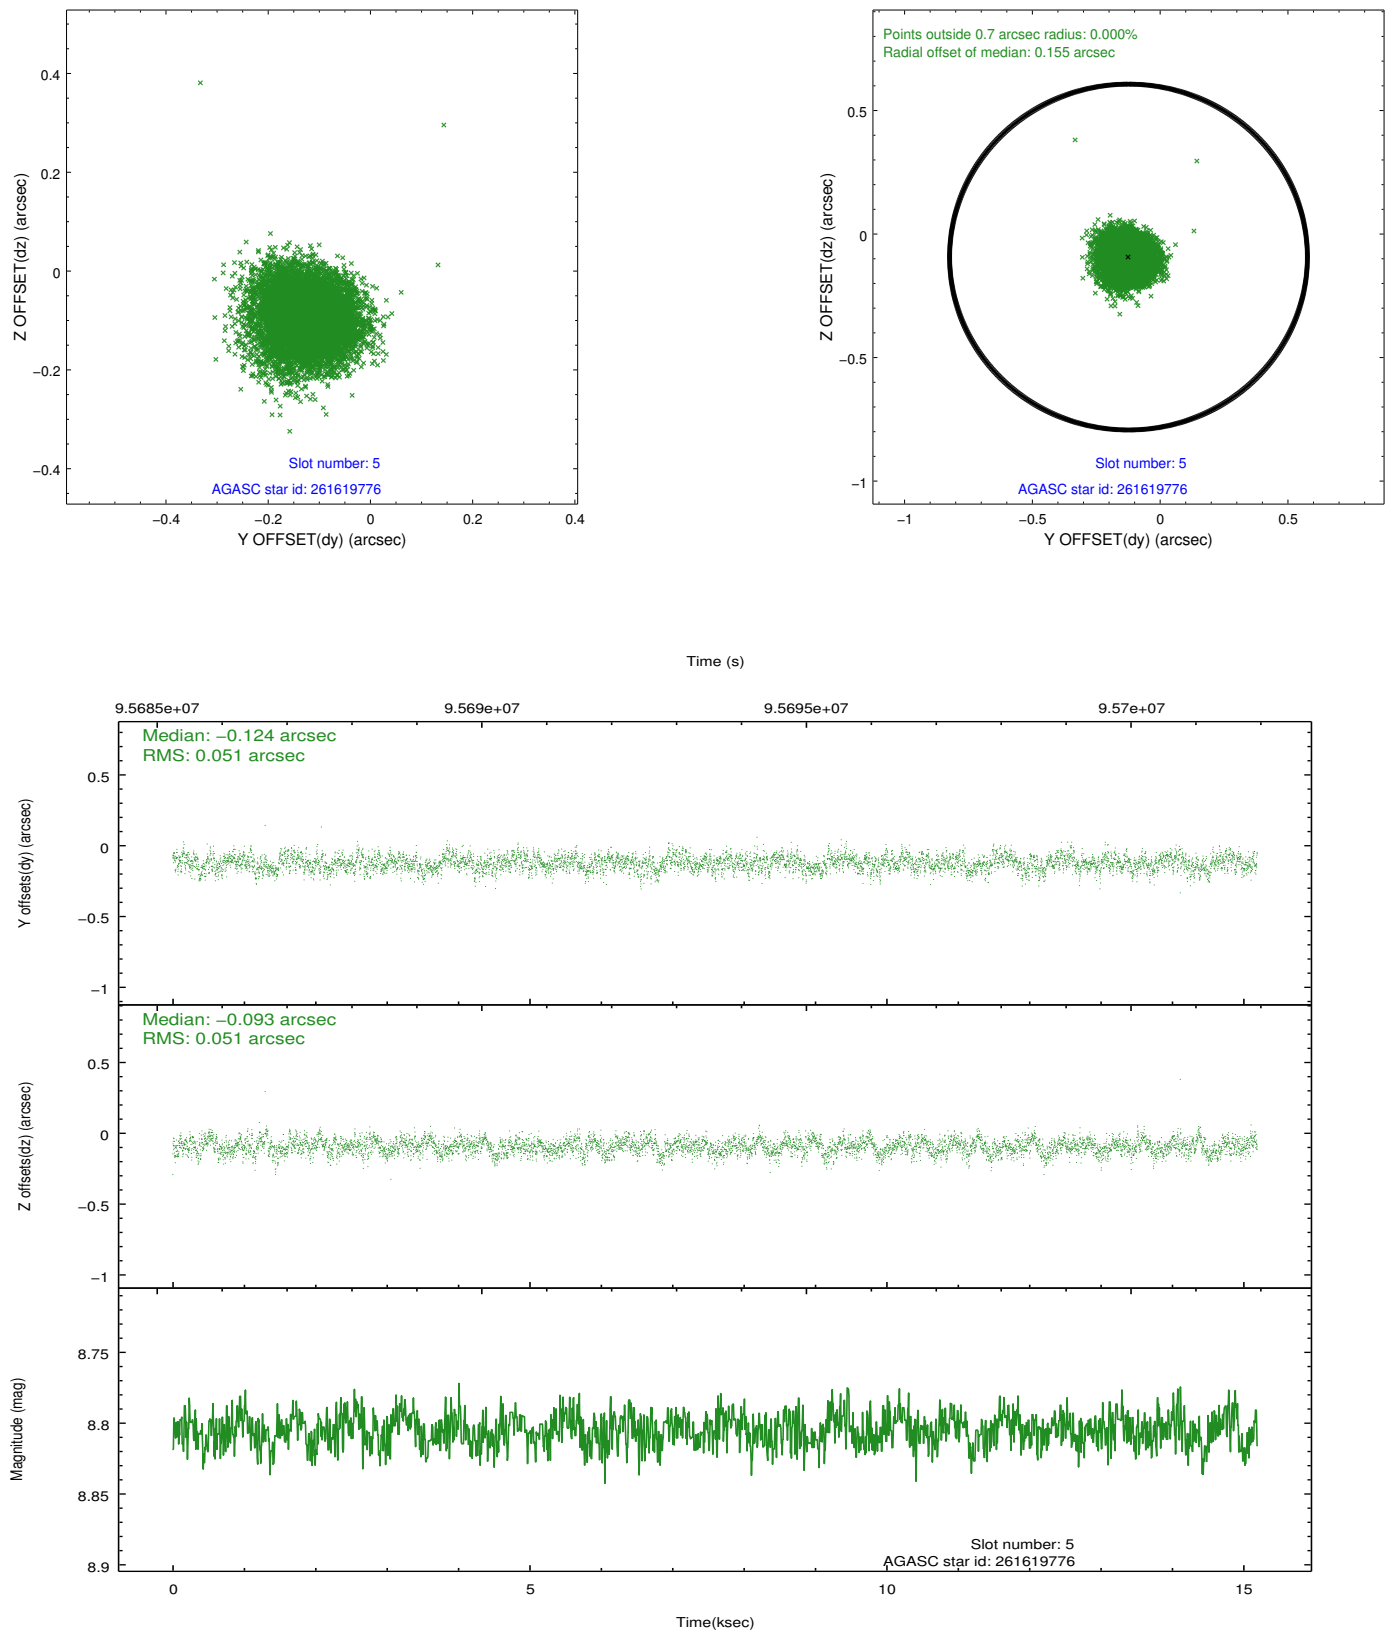 0.4
0.2
0
−0.2
−0.4
Z OFFSET(dz) (arcsec)
Slot number: 5
AGASC star id: 261619776
−0.4 −0.2 0 0.2 0.4
Y OFFSET(dy) (arcsec)
Points outside 0.7 arcsec radius: 0.000%
Radial offset of median: 0.155 arcsec
0.5
0
−0.5
−1
Z OFFSET(dz) (arcsec)
Slot number: 5
AGASC star id: 261619776
−1 −0.5 0 0.5
Y OFFSET(dy) (arcsec)
Time (s)
9.5685e+07 9.569e+07 9.5695e+07 9.57e+07
Median: −0.124 arcsec
RMS: 0.051 arcsec
0.5
0
−0.5
−1
Y offsets(dy) (arcsec)
Median: −0.093 arcsec
RMS: 0.051 arcsec
0.5
0
−0.5
−1
Z offsets(dz) (arcsec)
8.75
8.8
8.85
8.9
Magnitude (mag)
Slot number: 5
AGASC star id: 261619776
0 5 10 15
Time(ksec)